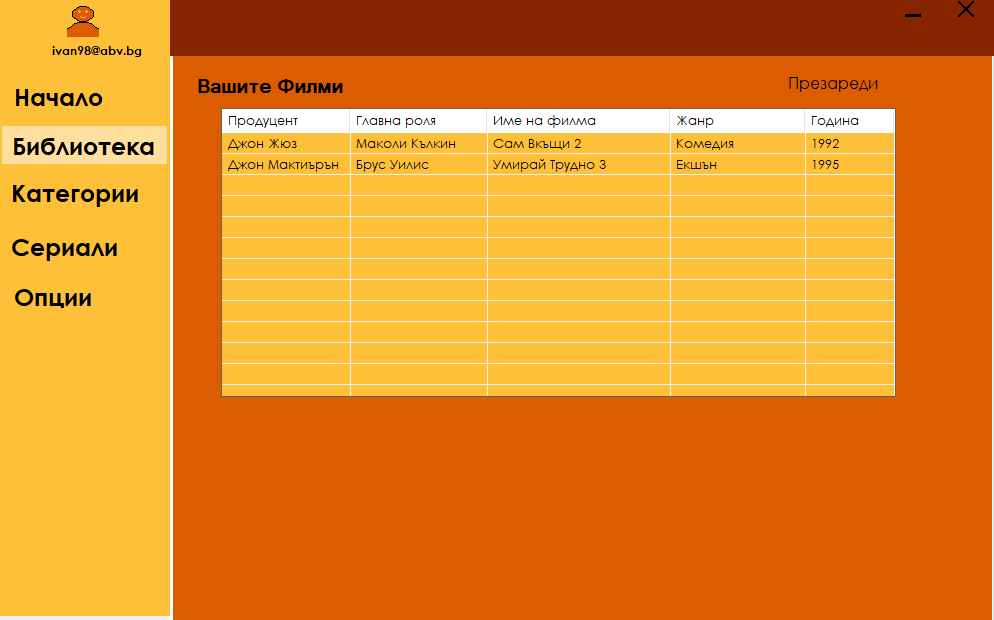 ivan98@abv.bg
Начало
Библиотека
Категории
Сериали
Опции
Вашите Филми
Презареди
Продуцент Главна роля Име на филма Жанр Година
Джон Жюз Маколи Кълкин Сам Вкъщи 2 Комедия 1992
Джон Мактиърън Брус Уилис Умирай Трудно 3 Екшън 1995